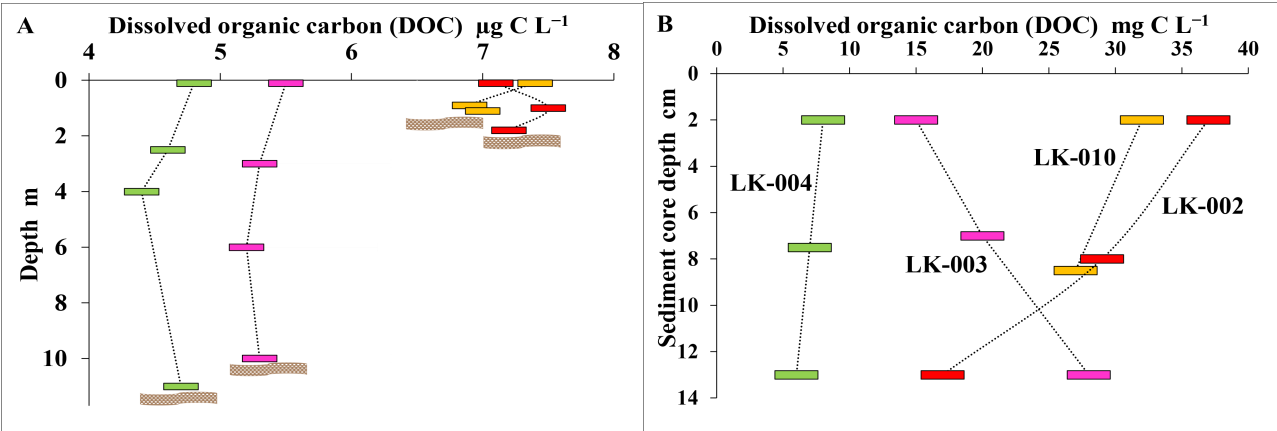 A Dissolved organic carbon (DOC) µg C L⁻¹
4 5 6 7 8
0
2
4
6
8
10
Depth m
B Dissolved organic carbon (DOC) mg C L⁻¹
0 5 10 15 20 25 30 35 40
0
2
4
6
8
10
12
14
Sediment core depth cm
LK-010
LK-004
LK-002
LK-003